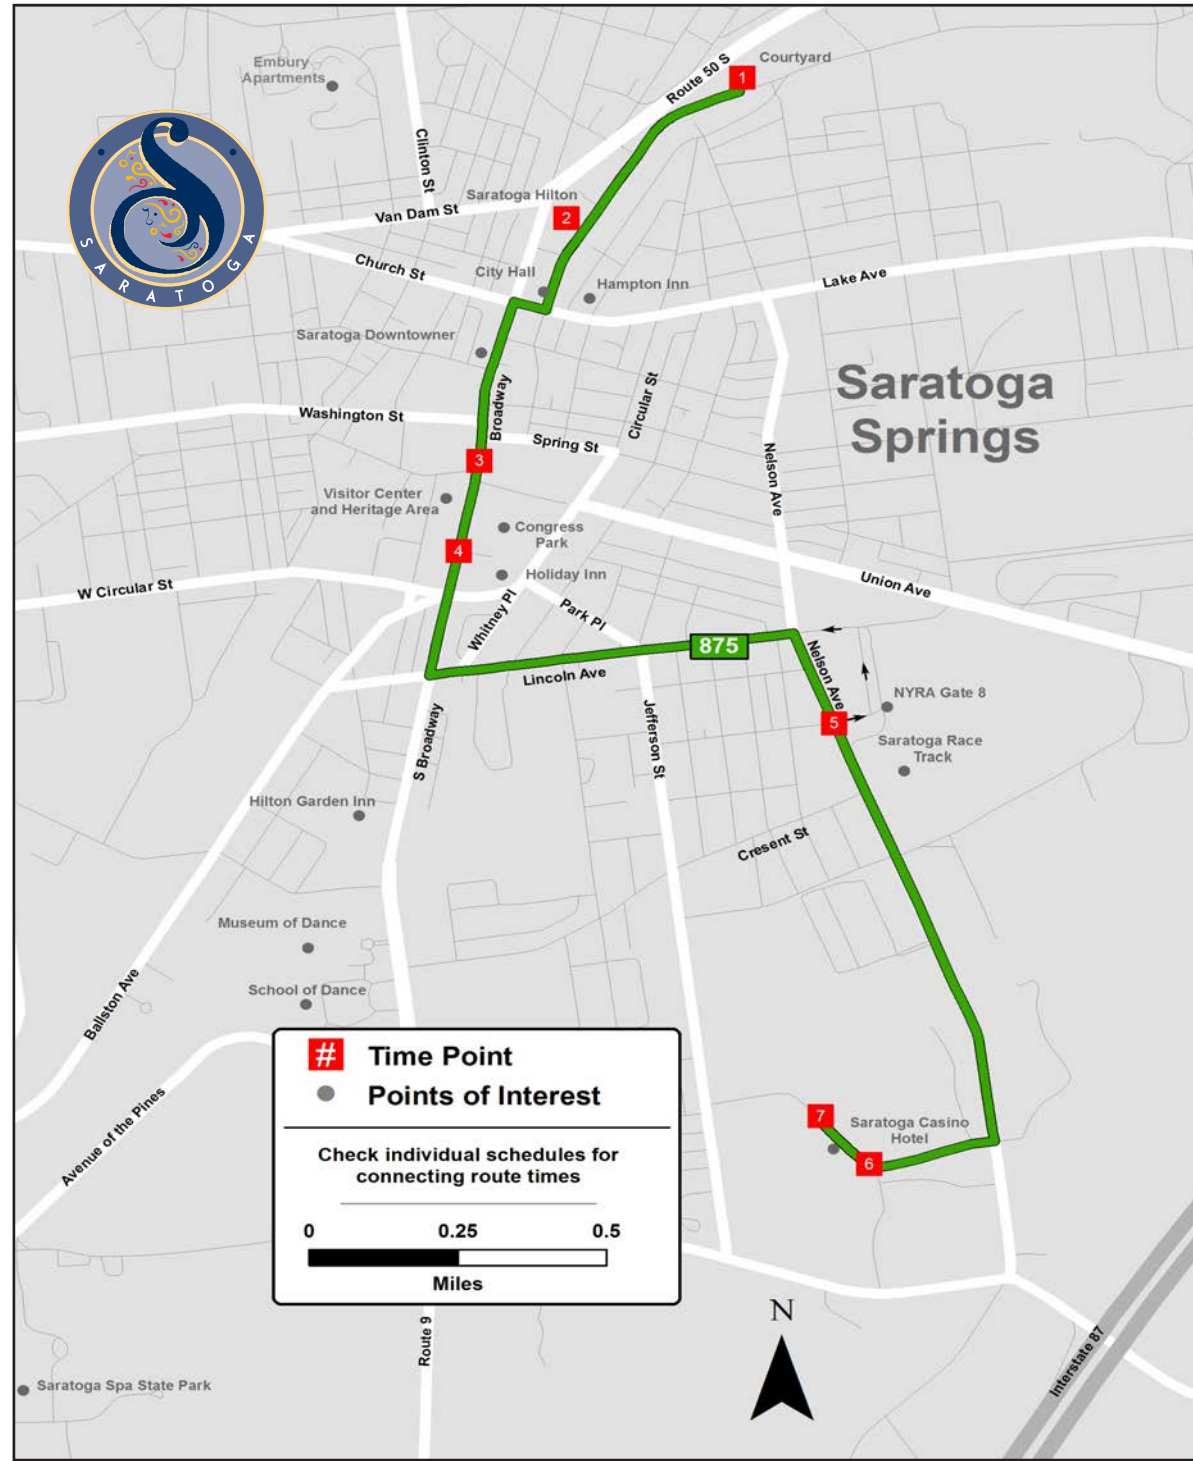 Courtyard
1
Route 50 S
Embury
Apartments
Clinton St
SARATOGA
Saratoga Hilton
2
Van Dam St
Church St
City Hall
Hampton Inn
Lake Ave
Saratoga Downtowner
Saratoga
Springs
Broadway
Circular St
Washington St
Spring St
Nelson Ave
3
Visitor Center
and Heritage Area
Congress
Park
4
Holiday Inn
W Circular St
Union Ave
Whitney Pl
Park Pl
875
Nelson Ave
Lincoln Ave
NYRA Gate 8
5
Saratoga Race
Track
S Broadway
Jefferson St
Hilton Garden Inn
Cresent St
Museum of Dance
School of Dance
Ballston Ave
Avenue of the Pines
# Time Point
Points of Interest
Check individual schedules for
connecting route times
0 0.25 0.5
Miles
7
Saratoga Casino
Hotel
6
N
Route 9
Interstate 87
Saratoga Spa State Park